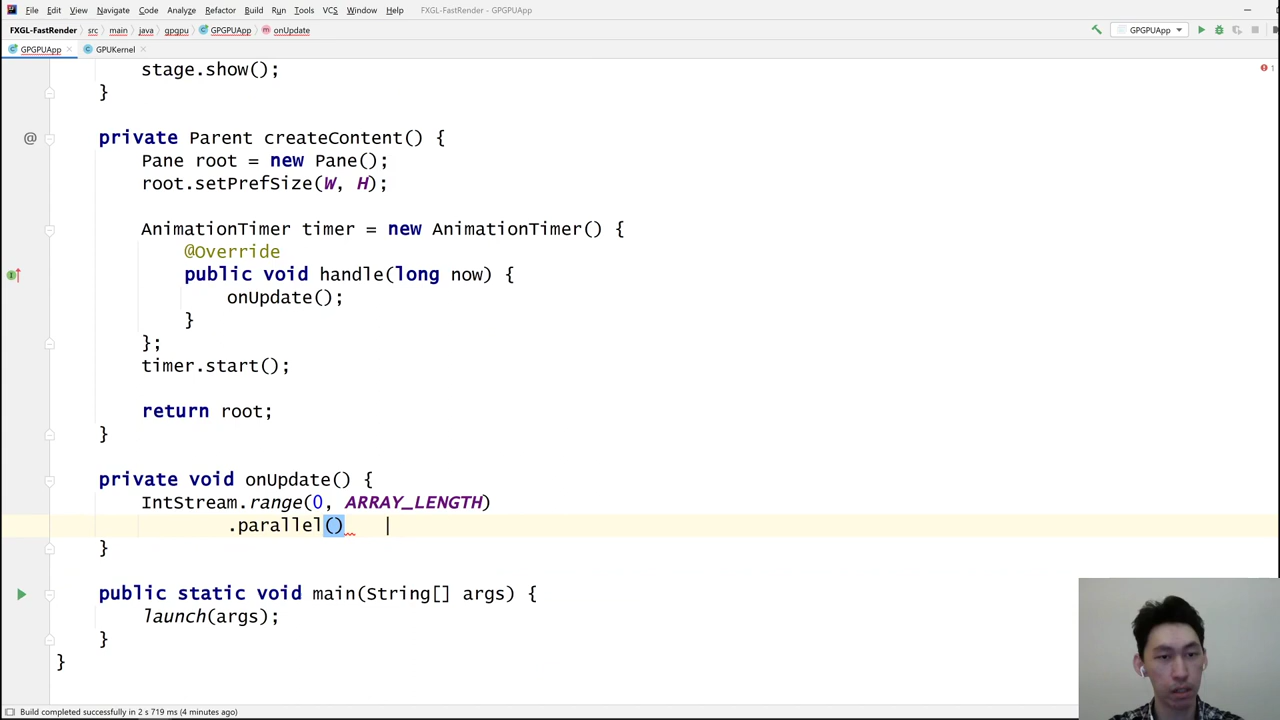 File Edit View Navigate Code Analyze Refactor Build Run Tools VCS Window Help FXGL-FastRender - GPGPUApp
FXGL-FastRender src main java gpgpu GPGPUApp onUpdate GPGPUApp
GPGPUApp GPUKernel
stage.show(); 1
}
@ private Parent createContent() {
Pane root = new Pane();
root.setPrefSize(W, H);
AnimationTimer timer = new AnimationTimer() {
@Override
public void handle(long now) {
onUpdate();
}
};
timer.start();
return root;
}
private void onUpdate() {
IntStream.range(0, ARRAY_LENGTH)
.parallel()
}
public static void main(String[] args) {
launch(args);
}
}
Build completed successfully in 2 s 719 ms (4 minutes ago)